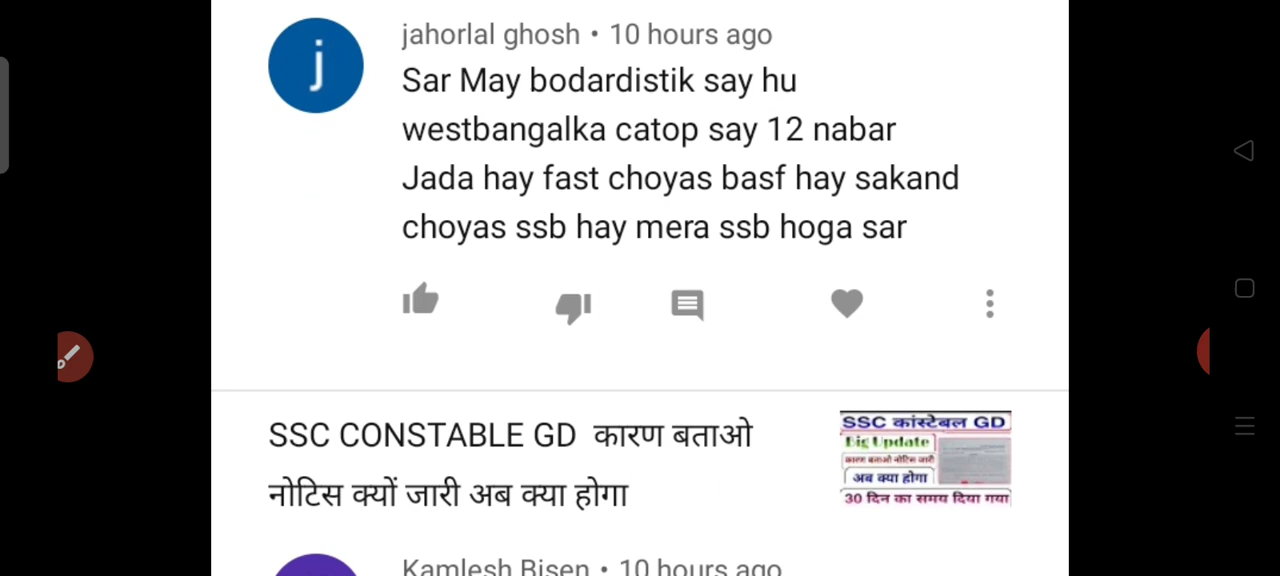 jahorlal ghosh • 10 hours ago
Sar May bodardistik say hu
westbangalka catop say 12 nabar
Jada hay fast choyas basf hay sakand
choyas ssb hay mera ssb hoga sar
SSC CONSTABLE GD कारण बताओ
नोटिस क्यों जारी अब क्या होगा
SSC कांस्टेबल GD
Big Update
कारण बताओ नोटिस जारी
अब क्या होगा
30 दिन का समय दिया गया
Kamlesh Bisen • 10 hours ago